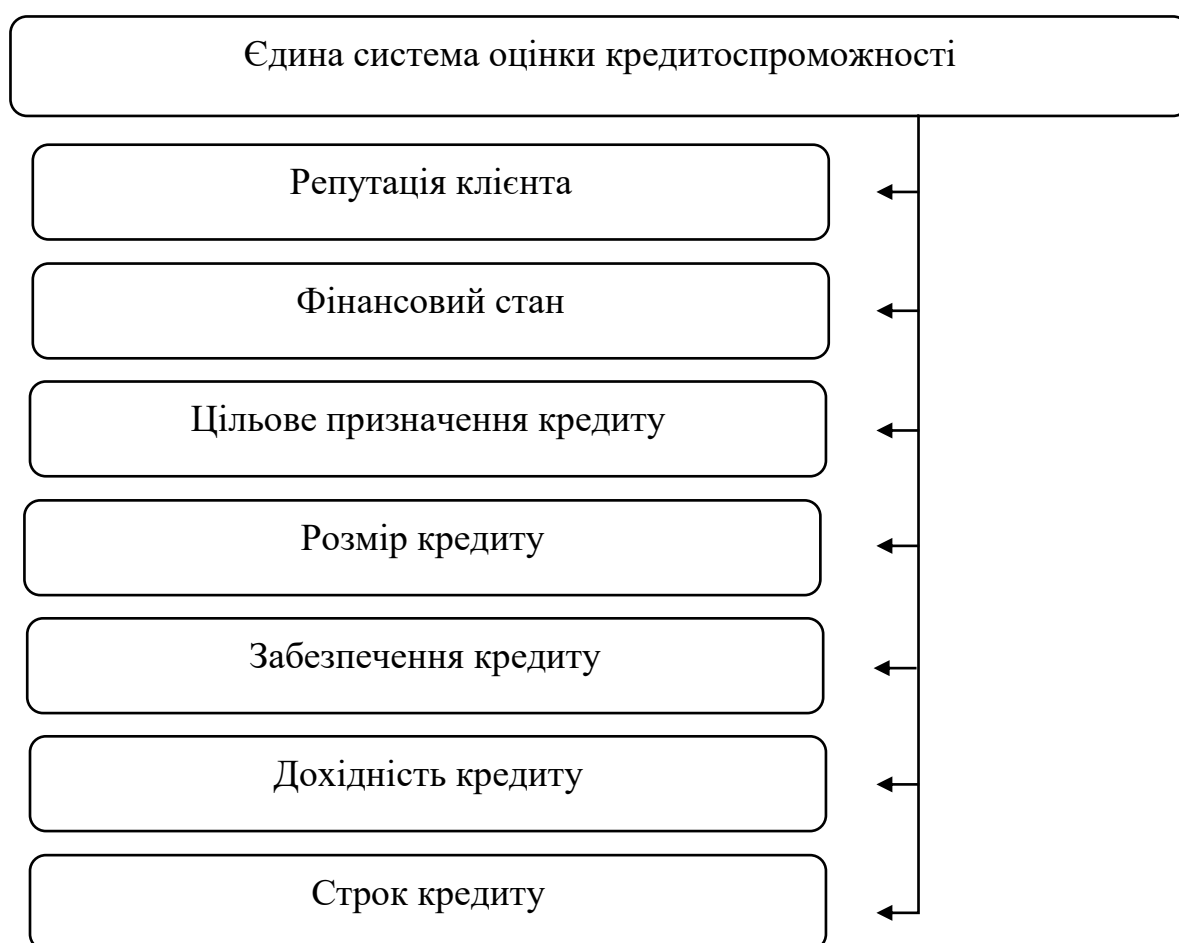 Єдина система оцінки кредитоспроможності
Репутація клієнта
Фінансовий стан
Цільове призначення кредиту
Розмір кредиту
Забезпечення кредиту
Дохідність кредиту
Строк кредиту